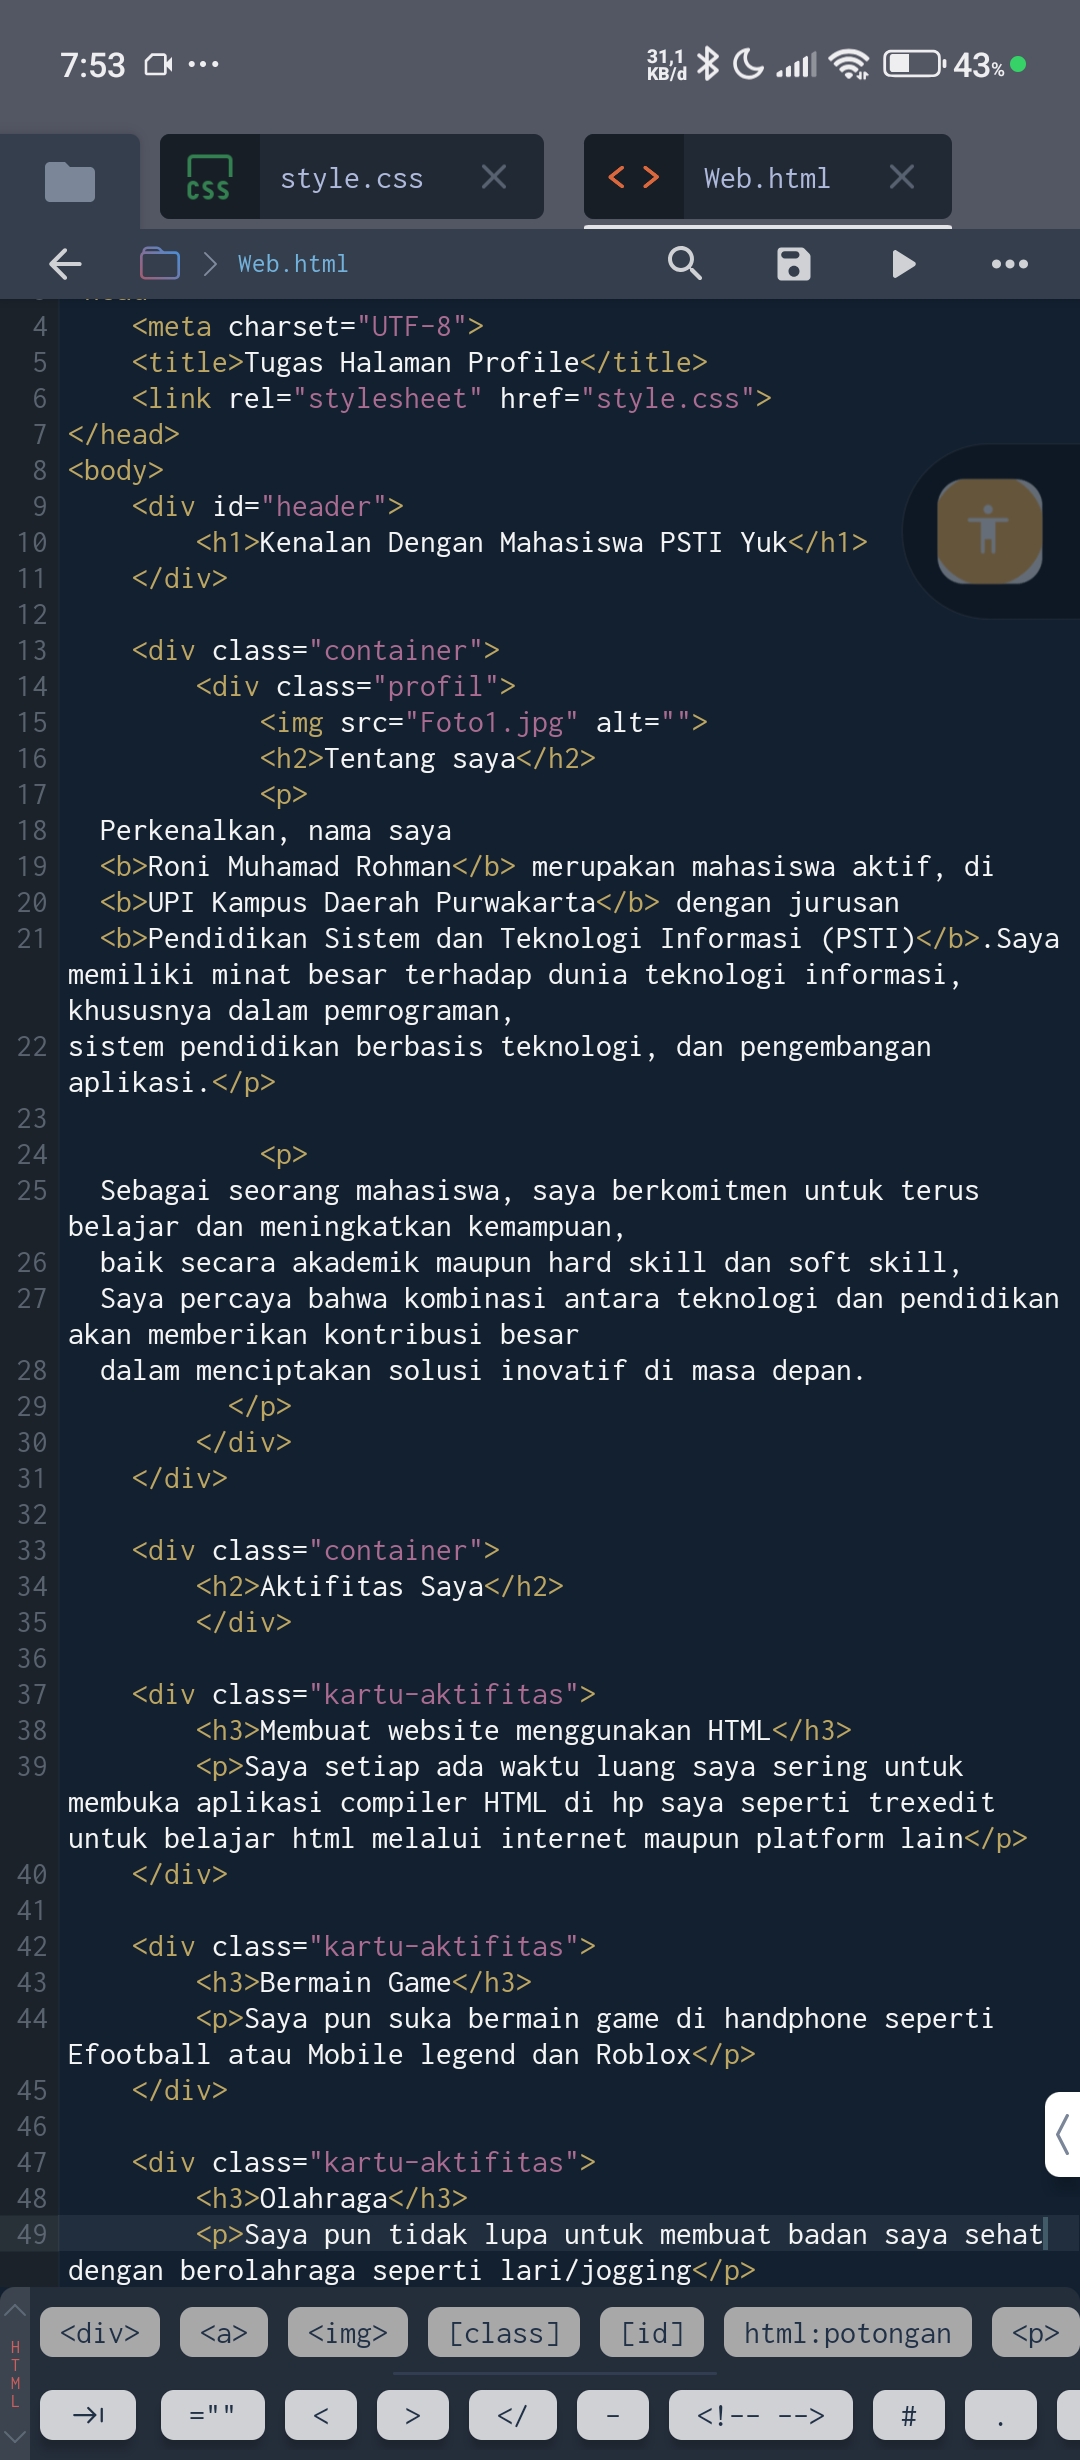 7:53 ... 31,1 KB/d 43%
CSS style.css < > Web.html
> Web.html
4 <meta charset="UTF-8">
5 <title>Tugas Halaman Profile</title>
6 <link rel="stylesheet" href="style.css">
7 </head>
8 <body>
9 <div id="header">
10 <h1>Kenalan Dengan Mahasiswa PSTI Yuk</h1>
11 </div>
12
13 <div class="container">
14 <div class="profil">
15 <img src="Foto1.jpg" alt="">
16 <h2>Tentang saya</h2>
17 <p>
18 Perkenalkan, nama saya
19 <b>Roni Muhamad Rohman</b> merupakan mahasiswa aktif, di
20 <b>UPI Kampus Daerah Purwakarta</b> dengan jurusan
21 <b>Pendidikan Sistem dan Teknologi Informasi (PSTI)</b>.Saya
memiliki minat besar terhadap dunia teknologi informasi,
khususnya dalam pemrograman,
22 sistem pendidikan berbasis teknologi, dan pengembangan
aplikasi.</p>
23
24 <p>
25 Sebagai seorang mahasiswa, saya berkomitmen untuk terus
belajar dan meningkatkan kemampuan,
26 baik secara akademik maupun hard skill dan soft skill,
27 Saya percaya bahwa kombinasi antara teknologi dan pendidikan
akan memberikan kontribusi besar
28 dalam menciptakan solusi inovatif di masa depan.
29 </p>
30 </div>
31 </div>
32
33 <div class="container">
34 <h2>Aktifitas Saya</h2>
35 </div>
36
37 <div class="kartu-aktifitas">
38 <h3>Membuat website menggunakan HTML</h3>
39 <p>Saya setiap ada waktu luang saya sering untuk
membuka aplikasi compiler HTML di hp saya seperti trexedit
untuk belajar html melalui internet maupun platform lain</p>
40 </div>
41
42 <div class="kartu-aktifitas">
43 <h3>Bermain Game</h3>
44 <p>Saya pun suka bermain game di handphone seperti
Efootball atau Mobile legend dan Roblox</p>
45 </div>
46
47 <div class="kartu-aktifitas">
48 <h3>Olahraga</h3>
49 <p>Saya pun tidak lupa untuk membuat badan saya sehat
dengan berolahraga seperti lari/jogging</p>
HTML
<div> <a> <img> [class] [id] html:potongan <p>
="" < > </ - <!-- --> # .